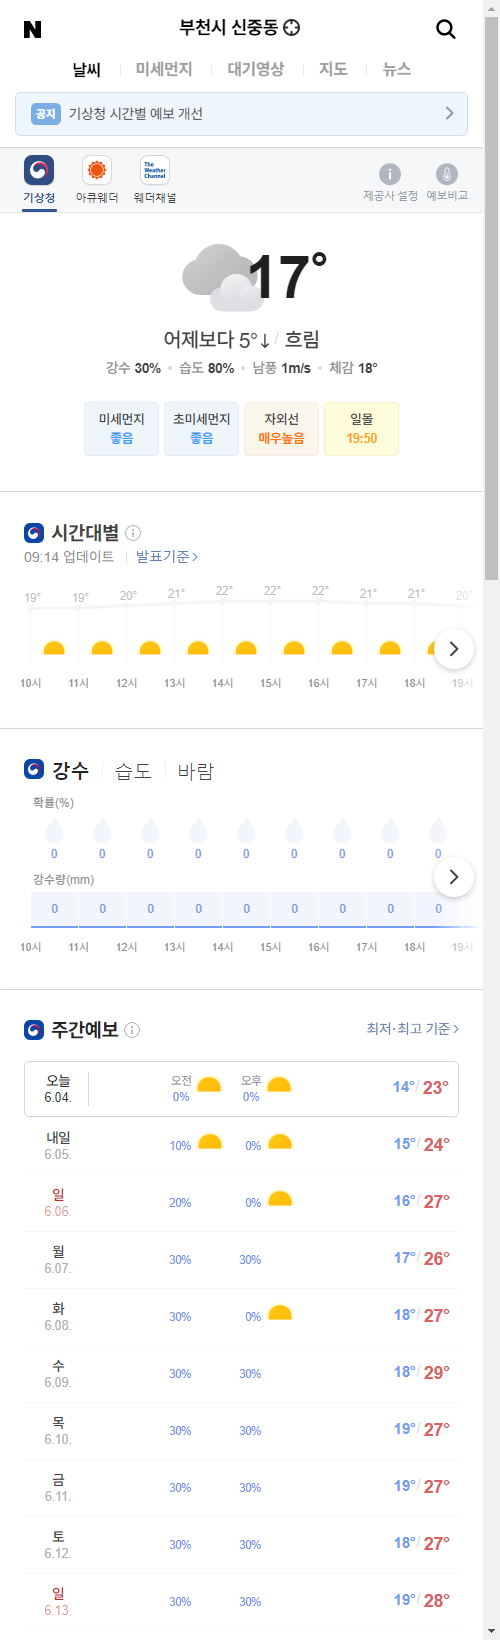 N
부천시 신중동
날씨 미세먼지 대기영상 지도 뉴스
공지 기상청 시간별 예보 개선
The
Weather
Channel
기상청 아큐웨더 웨더채널 제공사 설정 예보비교
17°
어제보다 5°↓ / 흐림
강수 30% • 습도 80% • 남풍 1m/s • 체감 18°
미세먼지 초미세먼지 자외선 일몰
좋음 좋음 매우높음 19:50
시간대별
09:14 업데이트 발표기준 >
19° 19° 20° 21° 22° 22° 22° 21° 21° 20°
10시 11시 12시 13시 14시 15시 16시 17시 18시 19시
강수 습도 바람
확률(%)
0 0 0 0 0 0 0 0 0
강수량(mm)
0 0 0 0 0 0 0 0 0
10시 11시 12시 13시 14시 15시 16시 17시 18시 19시
주간예보 최저·최고 기준 >
오늘 오전 오후
6.04. 0% 0% 14° / 23°
내일
6.05. 10% 0% 15° / 24°
일
6.06. 20% 0% 16° / 27°
월
6.07. 30% 30% 17° / 26°
화
6.08. 30% 0% 18° / 27°
수
6.09. 30% 30% 18° / 29°
목
6.10. 30% 30% 19° / 27°
금
6.11. 30% 30% 19° / 27°
토
6.12. 30% 30% 18° / 27°
일
6.13. 30% 30% 19° / 28°